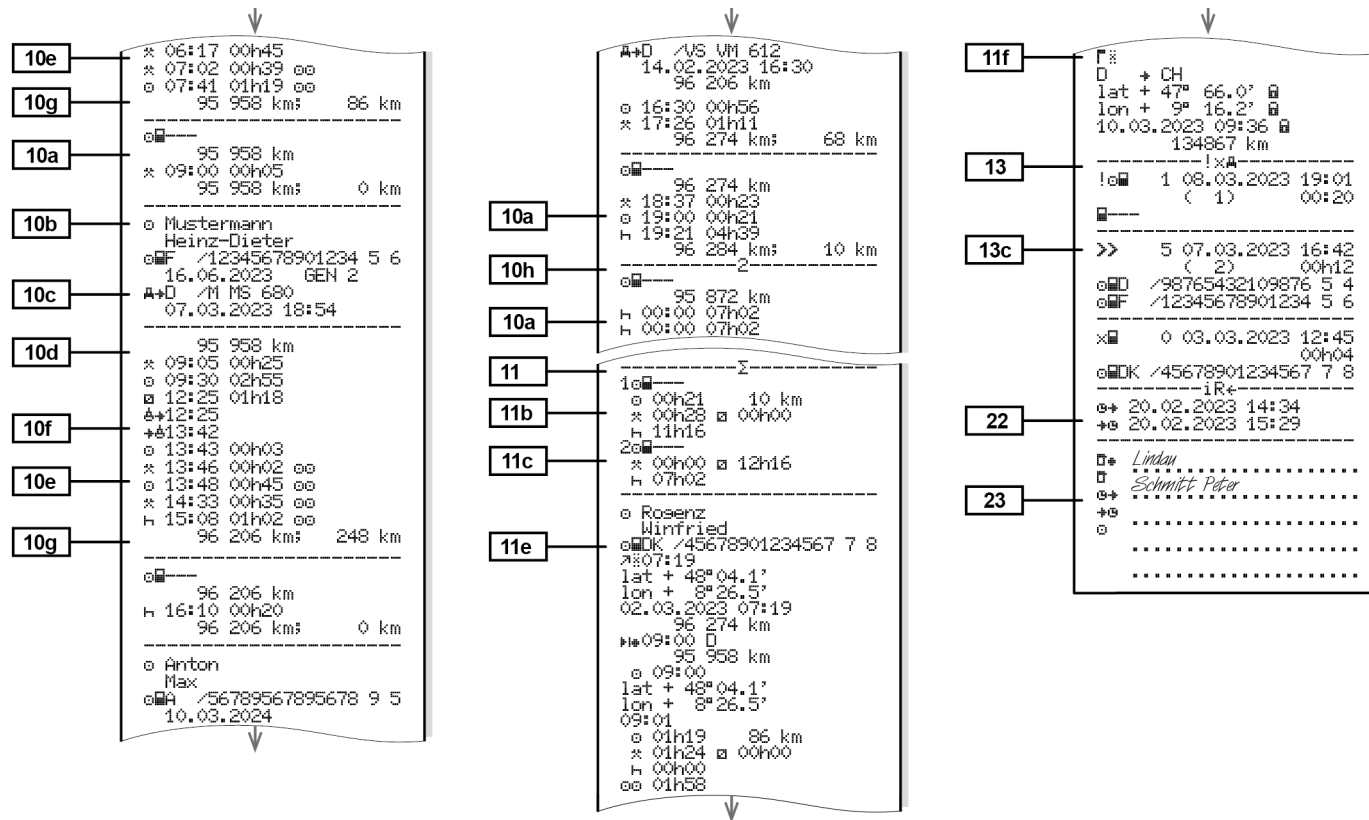 10e
⚒ 06:17 00h45
⚒ 07:02 00h39 ⊙⊙
⊙ 07:41 01h19 ⊙⊙
10g
95 958 km; 86 km
⊙---
10a
95 958 km
⚒ 09:00 00h05
95 958 km; 0 km
10b
⊙ Mustermann
Heinz-Dieter
F /12345678901234 5 6
16.06.2023 GEN 2
10c
D /M MS 680
07.03.2023 18:54
10d
95 958 km
⚒ 09:05 00h25
⊙ 09:30 02h55
12:25 01h18
10f
12:25
13:42
⊙ 13:43 00h03
⚒ 13:46 00h02 ⊙⊙
10e
⊙ 13:48 00h45 ⊙⊙
⚒ 14:33 00h35 ⊙⊙
15:08 01h02 ⊙⊙
10g
96 206 km; 248 km
⊙---
96 206 km
16:10 00h20
96 206 km; 0 km
⊙ Anton
Max
A /56789567895678 9 5
10.03.2024
D /VS VM 612
14.02.2023 16:30
96 206 km
⊙ 16:30 00h56
⚒ 17:26 01h11
96 274 km; 68 km
⊙---
96 274 km
10a
⚒ 18:37 00h23
⊙ 19:00 00h21
19:21 04h39
96 284 km; 10 km
10h
2
⊙---
95 872 km
10a
00:00 07h02
00:00 07h02
11
Σ
1⊙---
11b
⊙ 00h21 10 km
⚒ 00h28 00h00
11h16
2⊙---
11c
⚒ 00h00 12h16
07h02
⊙ Rogenz
Winfried
11e
DK /45678901234567 7 8
07:19
lat + 48°04.1'
lon + 8°26.5'
02.03.2023 07:19
96 274 km
09:00 D
95 958 km
⊙ 09:00
lat + 48°04.1'
lon + 8°26.5'
09:01
⊙ 01h19 86 km
⚒ 01h24 00h00
00h00
⊙⊙ 01h58
11f
D → CH
lat + 47° 66.0'
lon + 9° 16.2'
10.03.2023 09:36
134867 km
13
!×
! 1 08.03.2023 19:01
( 1) 00:20
---
13c
>> 5 07.03.2023 16:42
( 2) 00h12
D /98765432109876 5 4
F /12345678901234 5 6
× 0 03.03.2023 12:45
00h04
DK /45678901234567 7 8
iR←
22
20.02.2023 14:34
20.02.2023 15:29
Lindau
Schmitt Peter
23